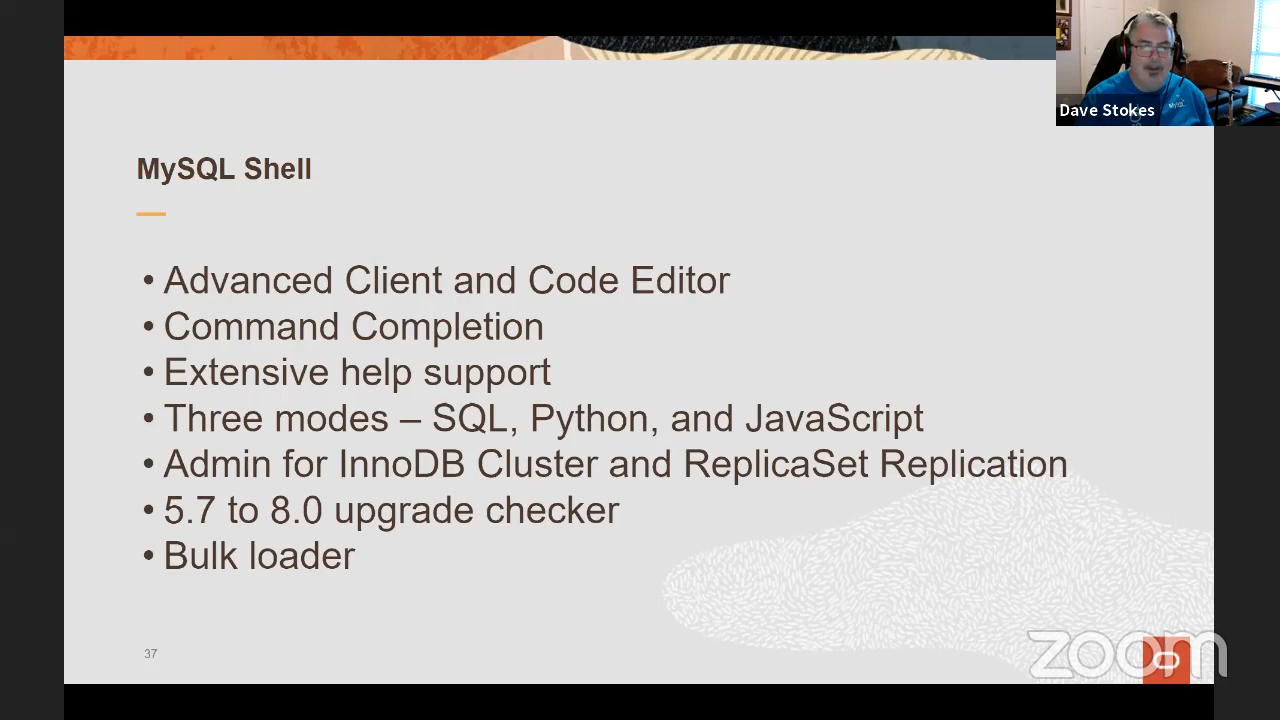 Dave Stokes
MySQL Shell
• Advanced Client and Code Editor
• Command Completion
• Extensive help support
• Three modes – SQL, Python, and JavaScript
• Admin for InnoDB Cluster and ReplicaSet Replication
• 5.7 to 8.0 upgrade checker
• Bulk loader
37
zoom